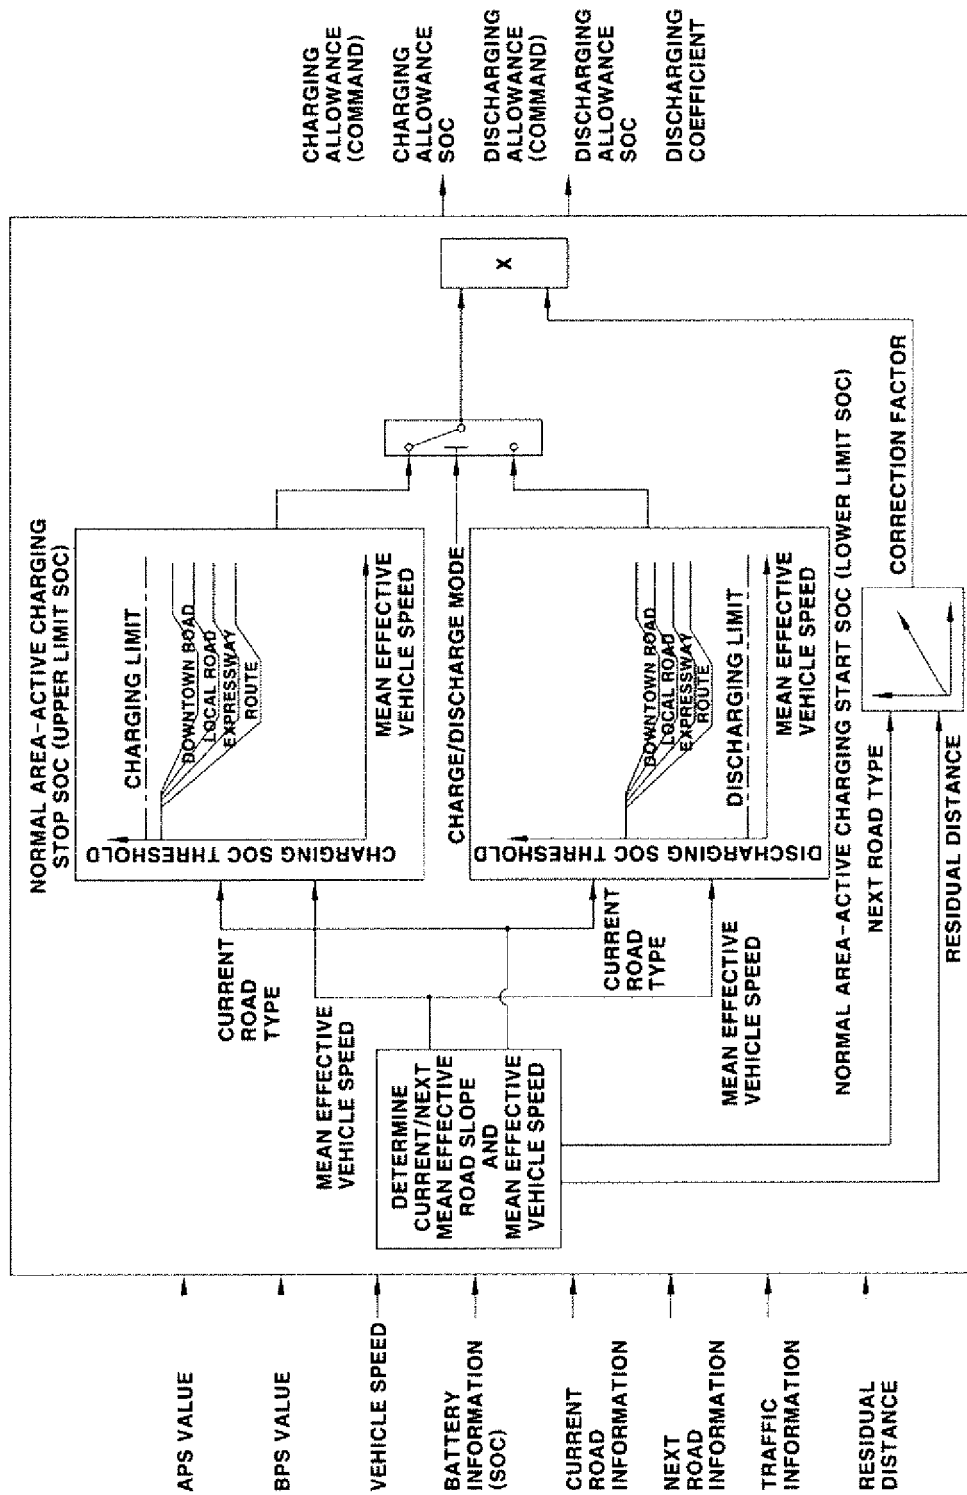 APS VALUE
BPS VALUE
VEHICLE SPEED
BATTERY
INFORMATION
(SOC)
CURRENT
ROAD
INFORMATION
NEXT
ROAD
INFORMATION
TRAFFIC
INFORMATION
RESIDUAL
DISTANCE
DETERMINE
CURRENT/NEXT
MEAN EFFECTIVE
ROAD SLOPE
AND
MEAN EFFECTIVE
VEHICLE SPEED
CURRENT
ROAD
TYPE
MEAN EFFECTIVE
VEHICLE SPEED
NORMAL AREA-ACTIVE CHARGING
STOP SOC (UPPER LIMIT SOC)
CHARGING SOC THRESHOLD
CHARGING LIMIT
DOWNTOWN ROAD
LOCAL ROAD
EXPRESSWAY
ROUTE
MEAN EFFECTIVE
VEHICLE SPEED
CHARGE/DISCHARGE MODE
CURRENT
ROAD
TYPE
MEAN EFFECTIVE
VEHICLE SPEED
DISCHARGING SOC THRESHOLD
DOWNTOWN ROAD
LOCAL ROAD
EXPRESSWAY
ROUTE
DISCHARGING LIMIT
MEAN EFFECTIVE
VEHICLE SPEED
NORMAL AREA-ACTIVE CHARGING START SOC (LOWER LIMIT SOC)
NEXT ROAD TYPE
RESIDUAL DISTANCE
CORRECTION FACTOR
X
CHARGING
ALLOWANCE
(COMMAND)
CHARGING
ALLOWANCE
SOC
DISCHARGING
ALLOWANCE
(COMMAND)
DISCHARGING
ALLOWANCE
SOC
DISCHARGING
COEFFICIENT